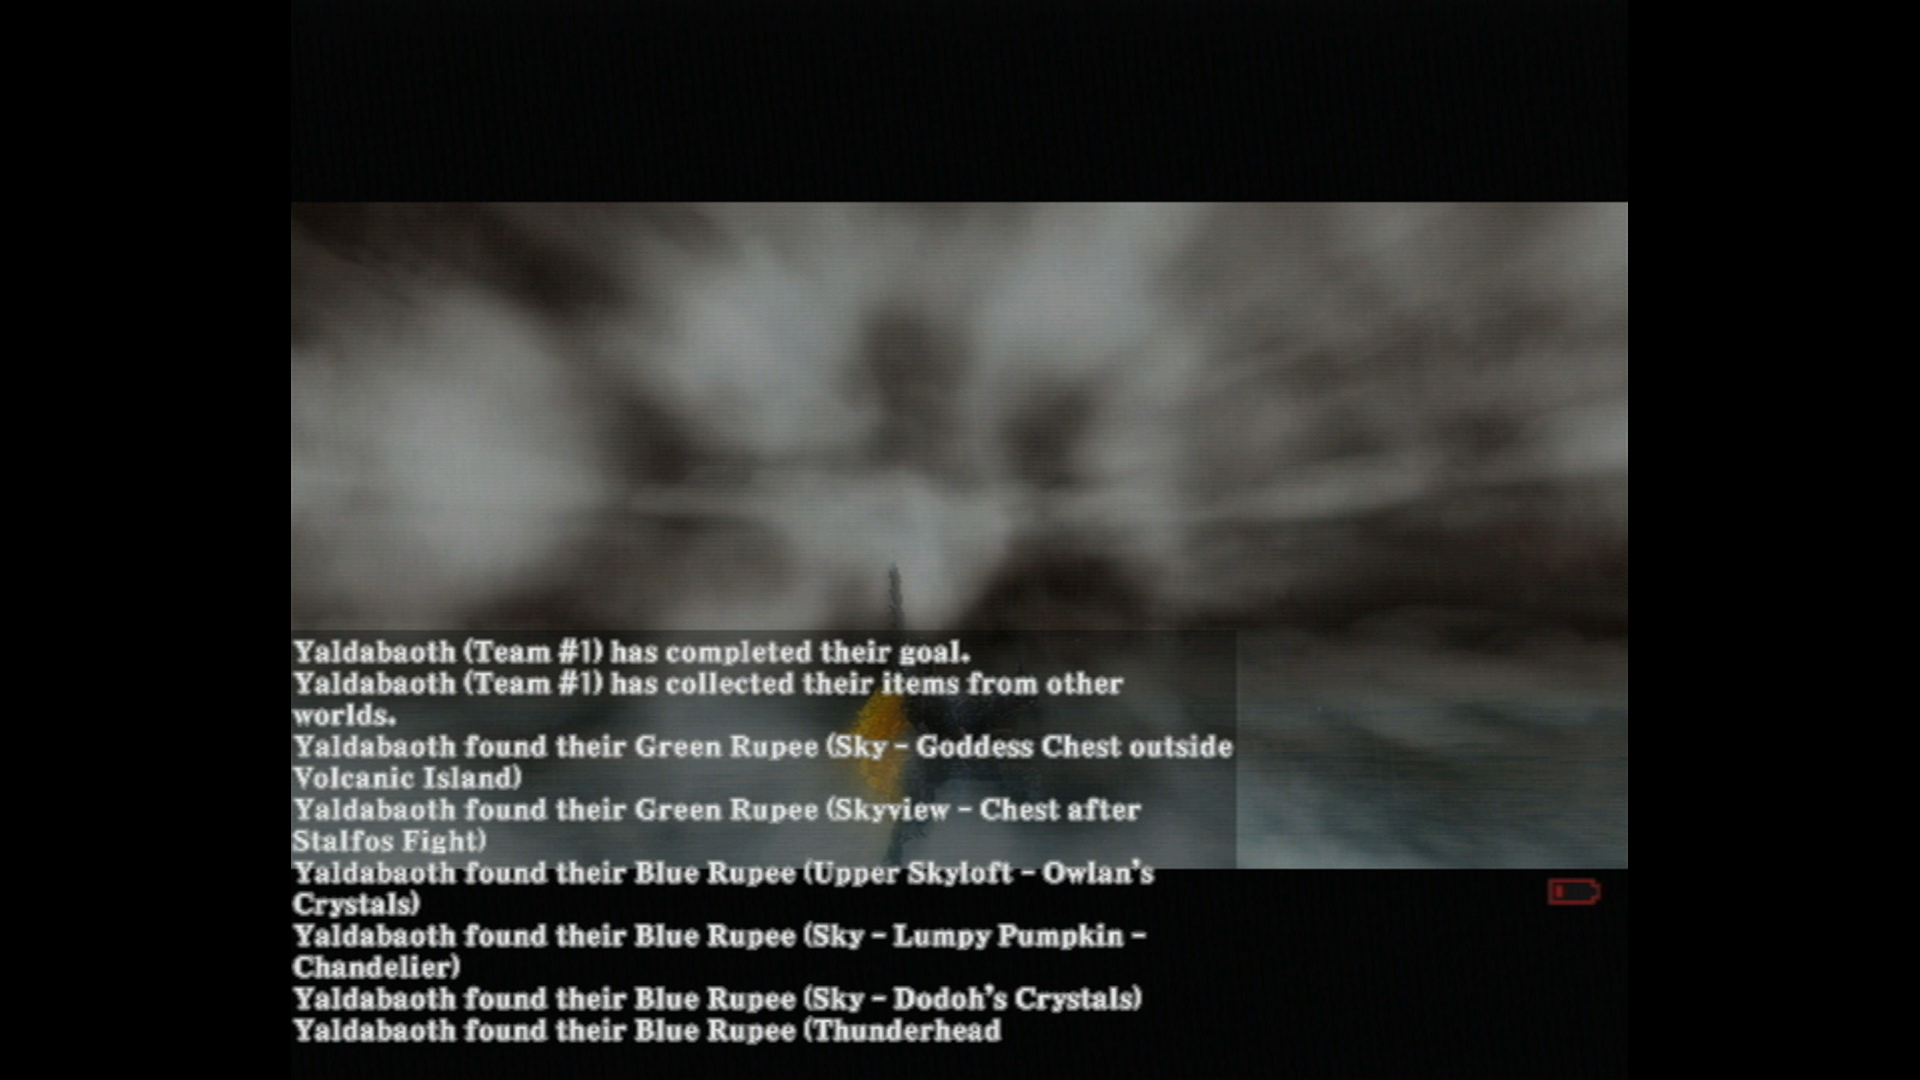 Yaldabaoth (Team #1) has completed their goal.
Yaldabaoth (Team #1) has collected their items from other
worlds.
Yaldabaoth found their Green Rupee (Sky - Goddess Chest outside
Volcanic Island)
Yaldabaoth found their Green Rupee (Skyview - Chest after
Stalfos Fight)
Yaldabaoth found their Blue Rupee (Upper Skyloft - Owlan's
Crystals)
Yaldabaoth found their Blue Rupee (Sky - Lumpy Pumpkin -
Chandelier)
Yaldabaoth found their Blue Rupee (Sky - Dodoh's Crystals)
Yaldabaoth found their Blue Rupee (Thunderhead